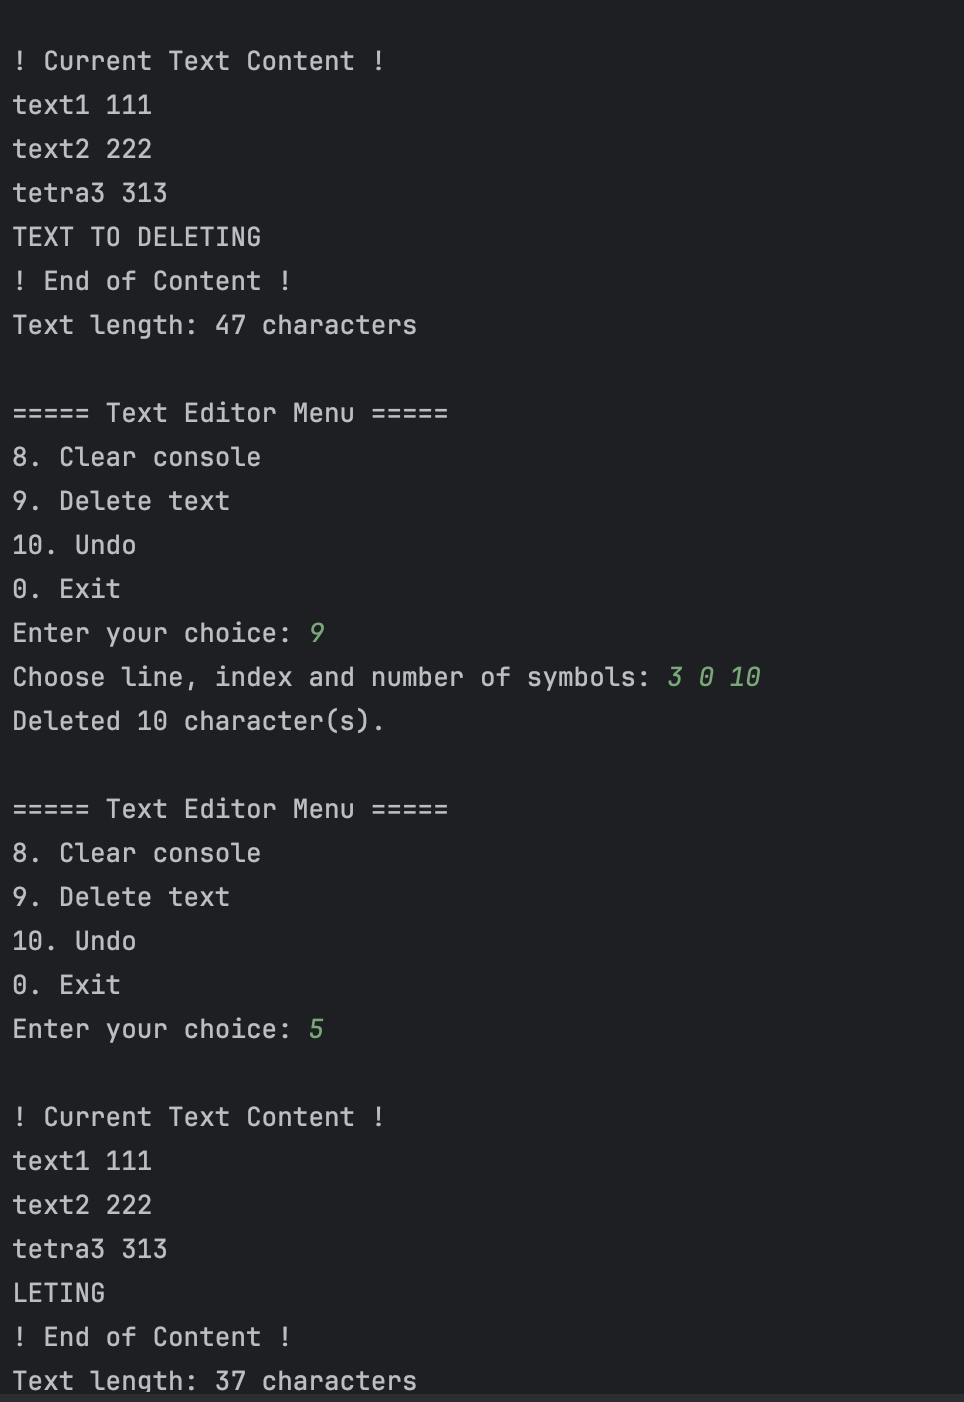 ! Current Text Content !
text1 111
text2 222
tetra3 313
TEXT TO DELETING
! End of Content !
Text length: 47 characters
===== Text Editor Menu =====
8. Clear console
9. Delete text
10. Undo
0. Exit
Enter your choice: 9
Choose line, index and number of symbols: 3 0 10
Deleted 10 character(s).
===== Text Editor Menu =====
8. Clear console
9. Delete text
10. Undo
0. Exit
Enter your choice: 5
! Current Text Content !
text1 111
text2 222
tetra3 313
LETING
! End of Content !
Text length: 37 characters